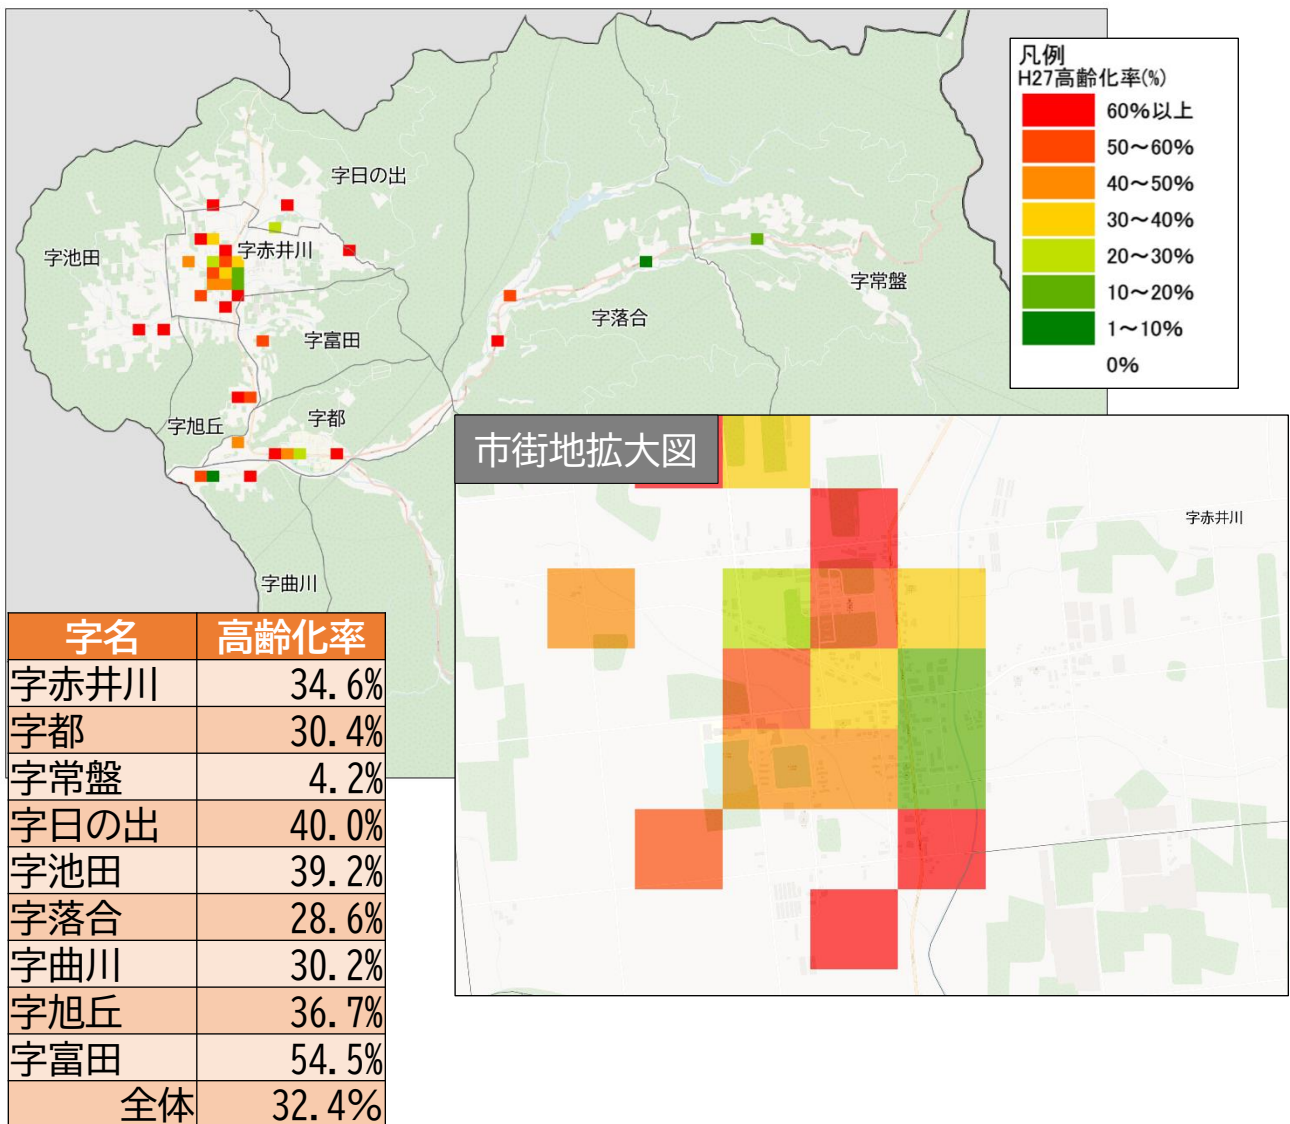 凡例
H27高齢化率(%)
60%以上
50～60%
40～50%
30～40%
20～30%
10～20%
1～10%
0%
字日の出
字池田
字赤井川
字常盤
字落合
字富田
字旭丘
字都
字曲川
市街地拡大図
字赤井川
字名 高齢化率
字赤井川 34.6%
字都 30.4%
字常盤 4.2%
字日の出 40.0%
字池田 39.2%
字落合 28.6%
字曲川 30.2%
字旭丘 36.7%
字富田 54.5%
全体 32.4%